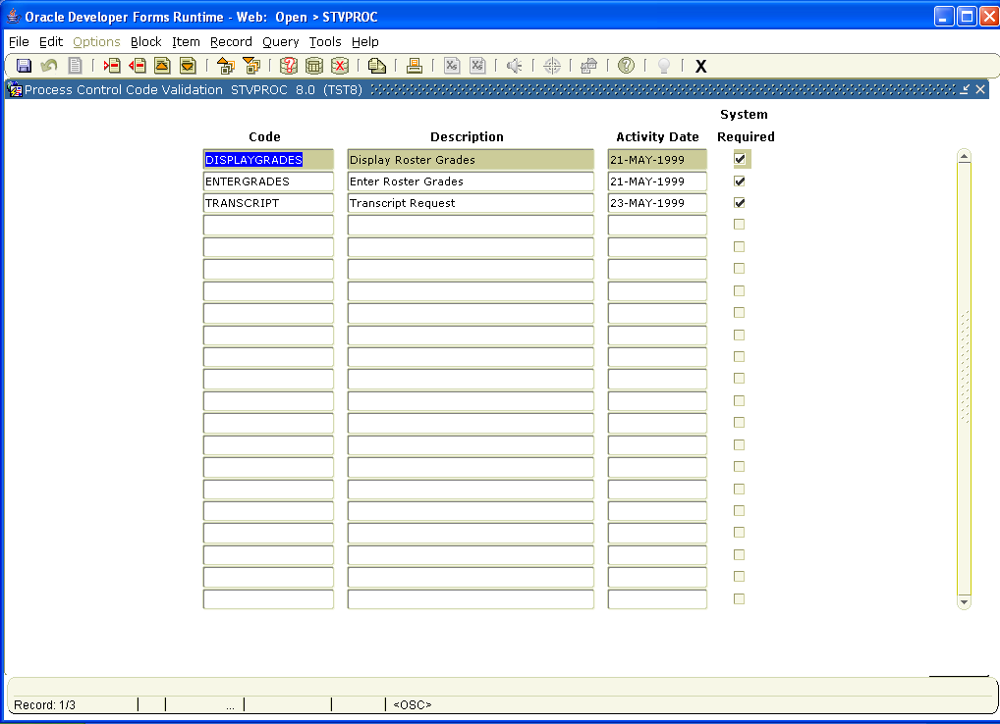 Oracle Developer Forms Runtime - Web: Open > STVPROC
File Edit Options Block Item Record Query Tools Help
X
Process Control Code Validation STVPROC 8.0 (TST8)
System
Code Description Activity Date Required
DISPLAYGRADES Display Roster Grades 21-MAY-1999
ENTERGRADES Enter Roster Grades 21-MAY-1999
TRANSCRIPT Transcript Request 23-MAY-1999
Record: 1/3 ... <OSC>